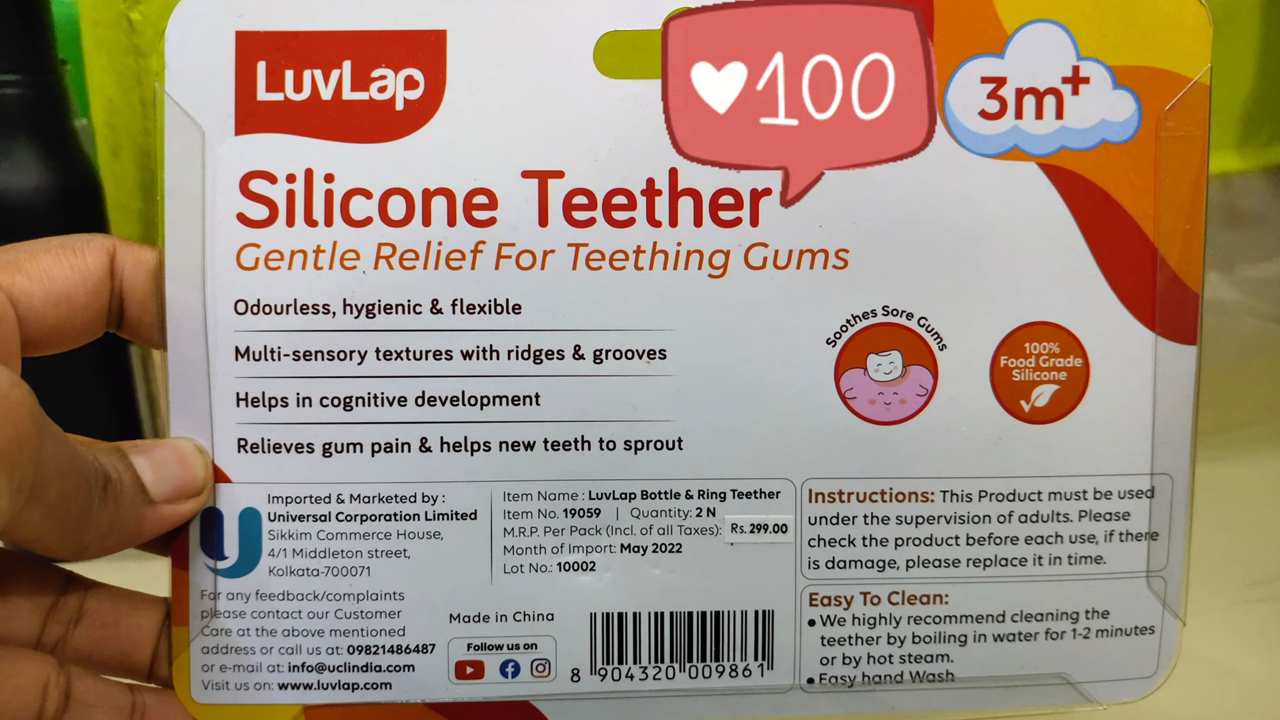 LuvLap
♥100
3m+
Silicone Teether
Gentle Relief For Teething Gums
Odourless, hygienic & flexible
Multi-sensory textures with ridges & grooves
Helps in cognitive development
Relieves gum pain & helps new teeth to sprout
Soothes Sore Gums
100%
Food Grade
Silicone
Imported & Marketed by :
Universal Corporation Limited
Sikkim Commerce House,
4/1 Middleton street,
Kolkata-700071
For any feedback/complaints
please contact our Customer
Care at the above mentioned
address or call us at: 09821486487
or e-mail at: info@uclindia.com
Visit us on: www.luvlap.com
Item Name : LuvLap Bottle & Ring Teether
Item No. 19059 | Quantity: 2 N
M.R.P. Per Pack (Incl. of all Taxes): Rs. 299.00
Month of Import: May 2022
Lot No.: 10002
Made in China
Follow us on
8 904320 009861
Instructions: This Product must be used
under the supervision of adults. Please
check the product before each use, if there
is damage, please replace it in time.
Easy To Clean:
• We highly recommend cleaning the
teether by boiling in water for 1-2 minutes
or by hot steam.
• Easy hand Wash